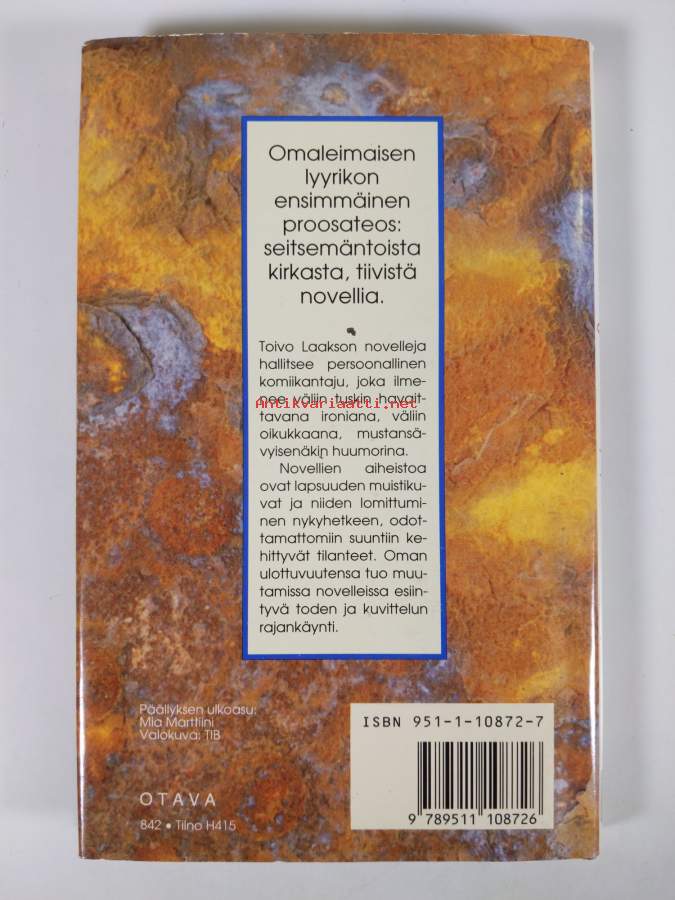 Omaleimaisen
lyyrikon
ensimmäinen
proosateos:
seitsemäntoista
kirkasta, tiivistä
novellia.
Toivo Laakson novelleja
hallitsee persoonallinen
komiikantaju, joka ilme-
nee väliin tuskin havait-
Antikvariaatti.net
tavana ironiana, väliin
oikukkaana, mustansä-
vyisenäkin huumorina.
Novellien aiheistoa
ovat lapsuuden muistiku-
vat ja niiden lomittumi-
nen nykyhetkeen, odot-
tamattomiin suuntiin ke-
hittyvät tilanteet. Oman
ulottuvuutensa tuo muu-
tamissa novelleissa esiin-
tyvä toden ja kuvittelun
rajankäynti.
Päällyksen ulkoasu:
Mia Marttiini
Valokuva: TIB
OTAVA
842 • Tiino H415
ISBN 951-1-10872-7
9 789511 108726